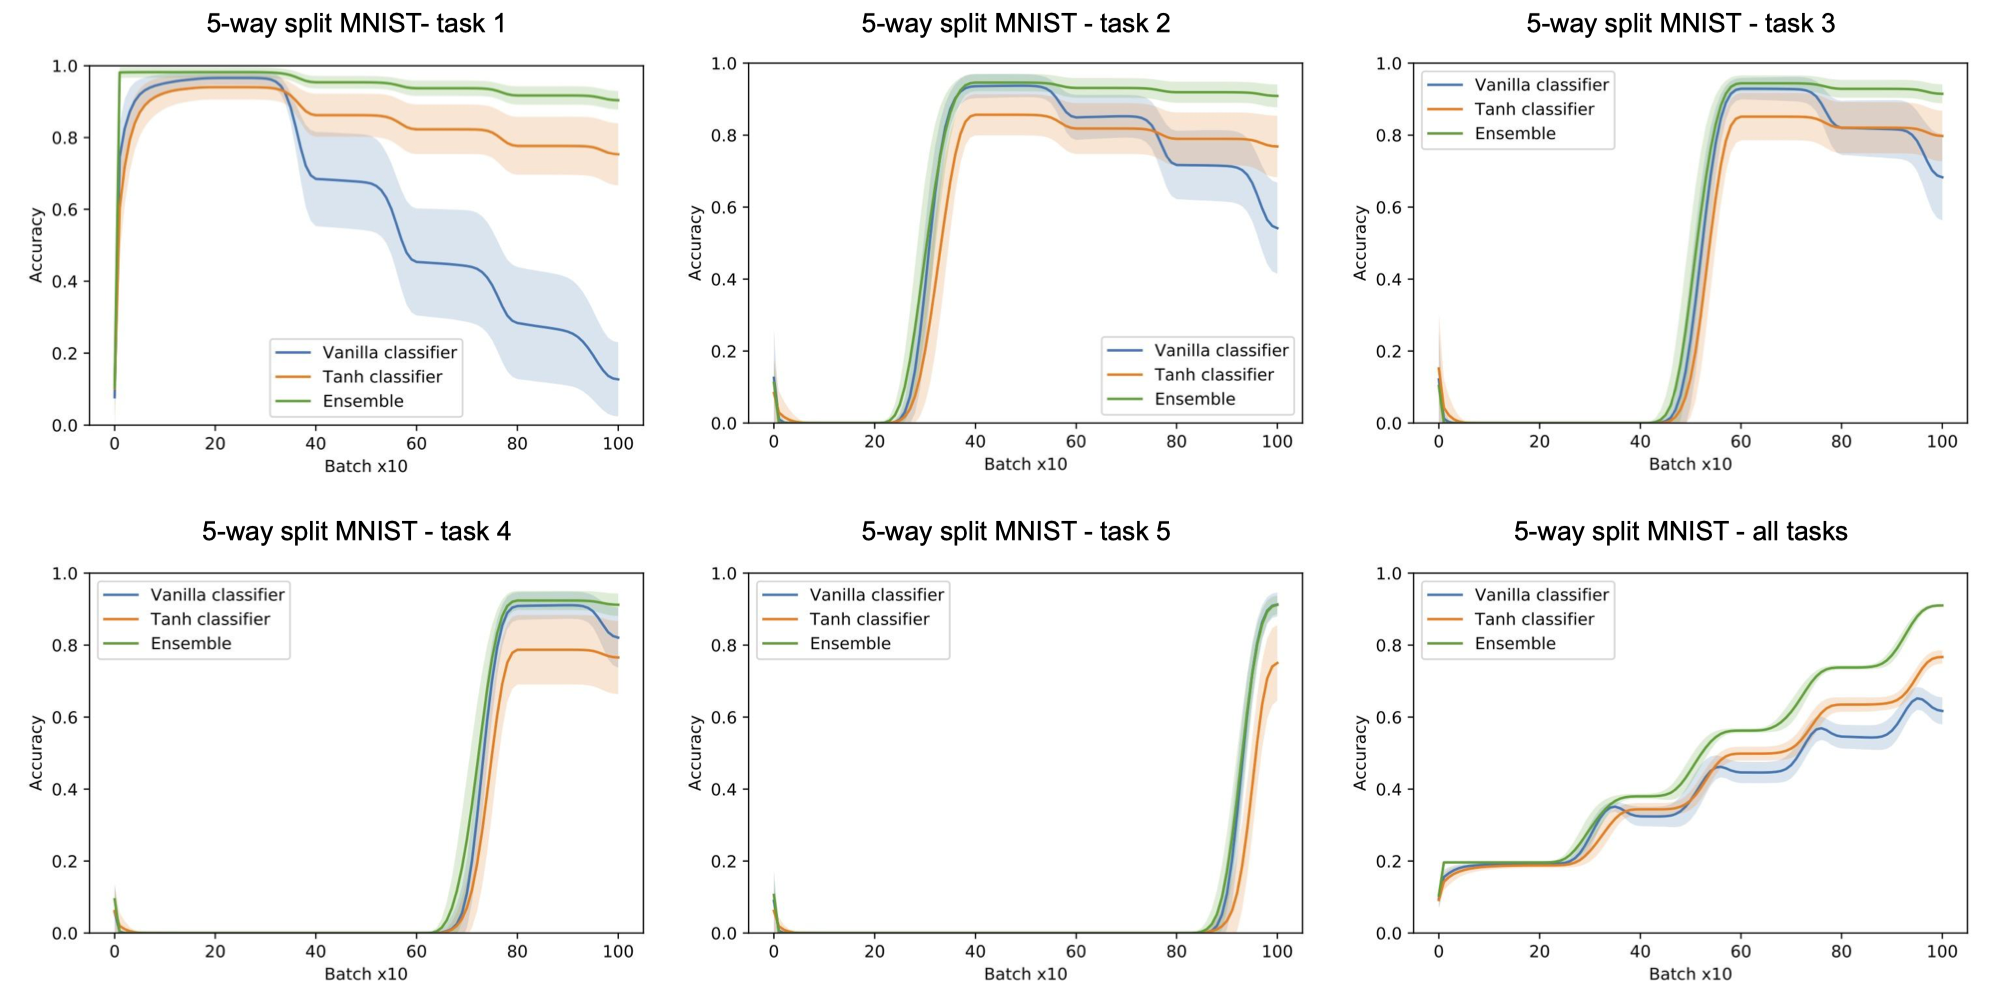 5-way split MNIST- task 1
1.0
0.8
0.6
0.4
0.2
0.0
Accuracy
Vanilla classifier
Tanh classifier
Ensemble
0 20 40 60 80 100
Batch x10
5-way split MNIST - task 2
1.0
0.8
0.6
0.4
0.2
0.0
Accuracy
Vanilla classifier
Tanh classifier
Ensemble
0 20 40 60 80 100
Batch x10
5-way split MNIST - task 3
1.0
0.8
0.6
0.4
0.2
0.0
Accuracy
Vanilla classifier
Tanh classifier
Ensemble
0 20 40 60 80 100
Batch x10
5-way split MNIST - task 4
1.0
0.8
0.6
0.4
0.2
0.0
Accuracy
Vanilla classifier
Tanh classifier
Ensemble
0 20 40 60 80 100
Batch x10
5-way split MNIST - task 5
1.0
0.8
0.6
0.4
0.2
0.0
Accuracy
Vanilla classifier
Tanh classifier
Ensemble
0 20 40 60 80 100
Batch x10
5-way split MNIST - all tasks
1.0
0.8
0.6
0.4
0.2
0.0
Accuracy
Vanilla classifier
Tanh classifier
Ensemble
0 20 40 60 80 100
Batch x10